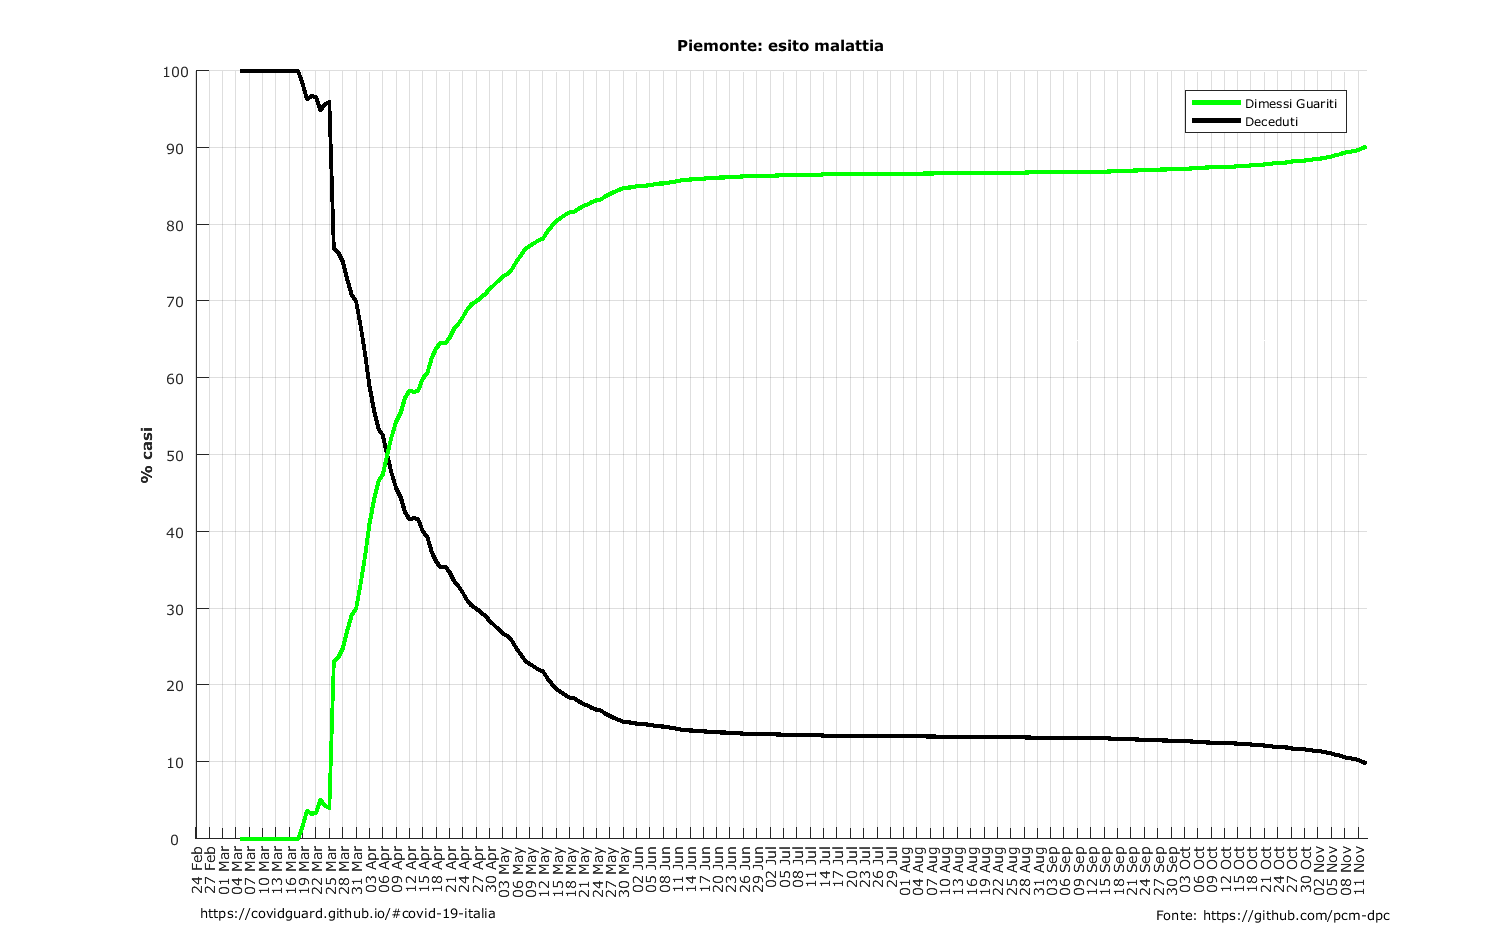 Piemonte: esito malattia
100
90
80
70
60
50
40
30
20
10
0
% casi
Dimessi Guariti
Deceduti
24 Feb
27 Feb
01 Mar
04 Mar
07 Mar
10 Mar
13 Mar
16 Mar
19 Mar
22 Mar
25 Mar
28 Mar
31 Mar
03 Apr
06 Apr
09 Apr
12 Apr
15 Apr
18 Apr
21 Apr
24 Apr
27 Apr
30 Apr
03 May
06 May
09 May
12 May
15 May
18 May
21 May
24 May
27 May
30 May
02 Jun
05 Jun
08 Jun
11 Jun
14 Jun
17 Jun
20 Jun
23 Jun
26 Jun
29 Jun
02 Jul
05 Jul
08 Jul
11 Jul
14 Jul
17 Jul
20 Jul
23 Jul
26 Jul
29 Jul
01 Aug
04 Aug
07 Aug
10 Aug
13 Aug
16 Aug
19 Aug
22 Aug
25 Aug
28 Aug
31 Aug
03 Sep
06 Sep
09 Sep
12 Sep
15 Sep
18 Sep
21 Sep
24 Sep
27 Sep
30 Sep
03 Oct
06 Oct
09 Oct
12 Oct
15 Oct
18 Oct
21 Oct
24 Oct
27 Oct
30 Oct
02 Nov
05 Nov
08 Nov
11 Nov
https://covidguard.github.io/#covid-19-italia
Fonte: https://github.com/pcm-dpc